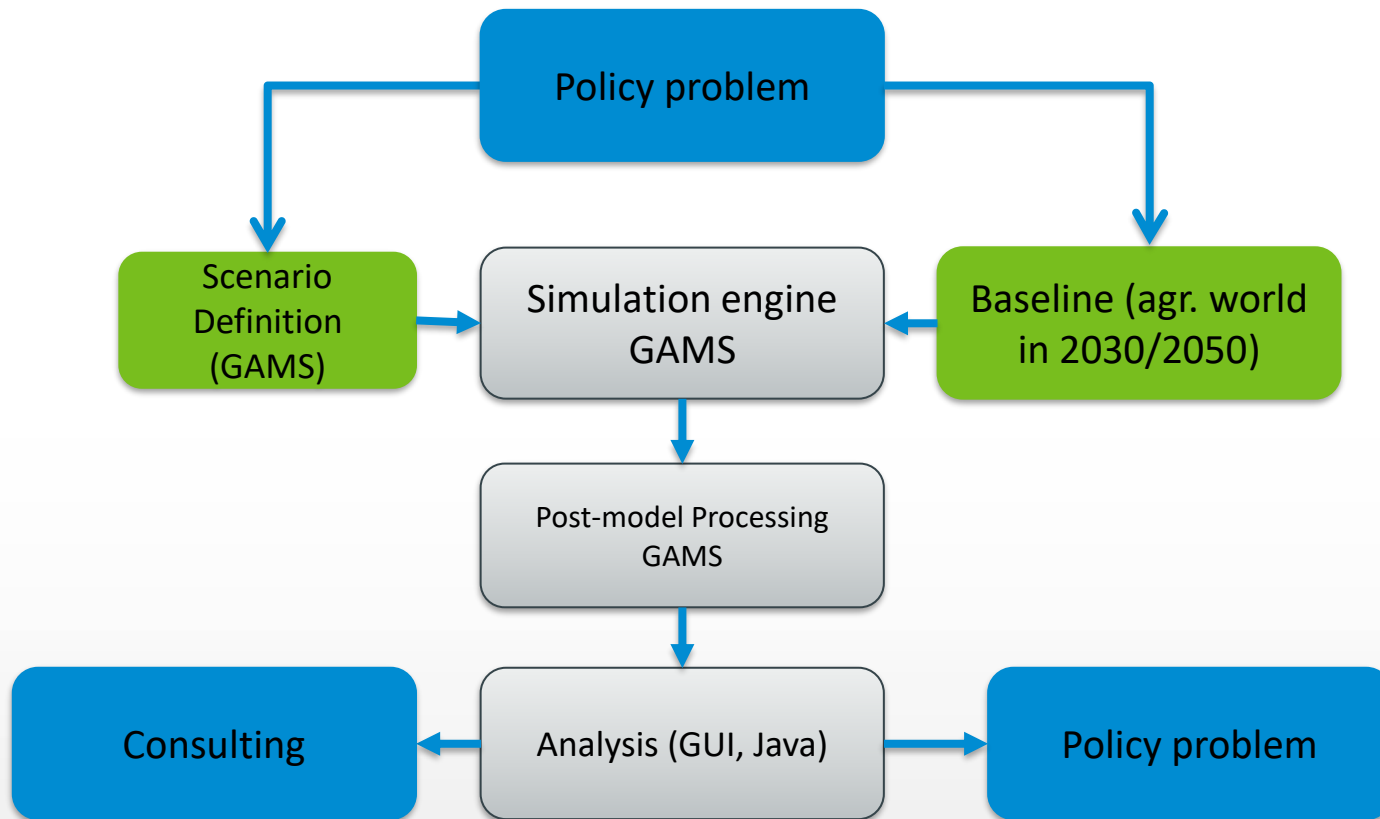 Policy problem
Scenario
Definition
(GAMS)
Simulation engine
GAMS
Baseline (agr. world
in 2030/2050)
Post-model Processing
GAMS
Consulting
Analysis (GUI, Java)
Policy problem